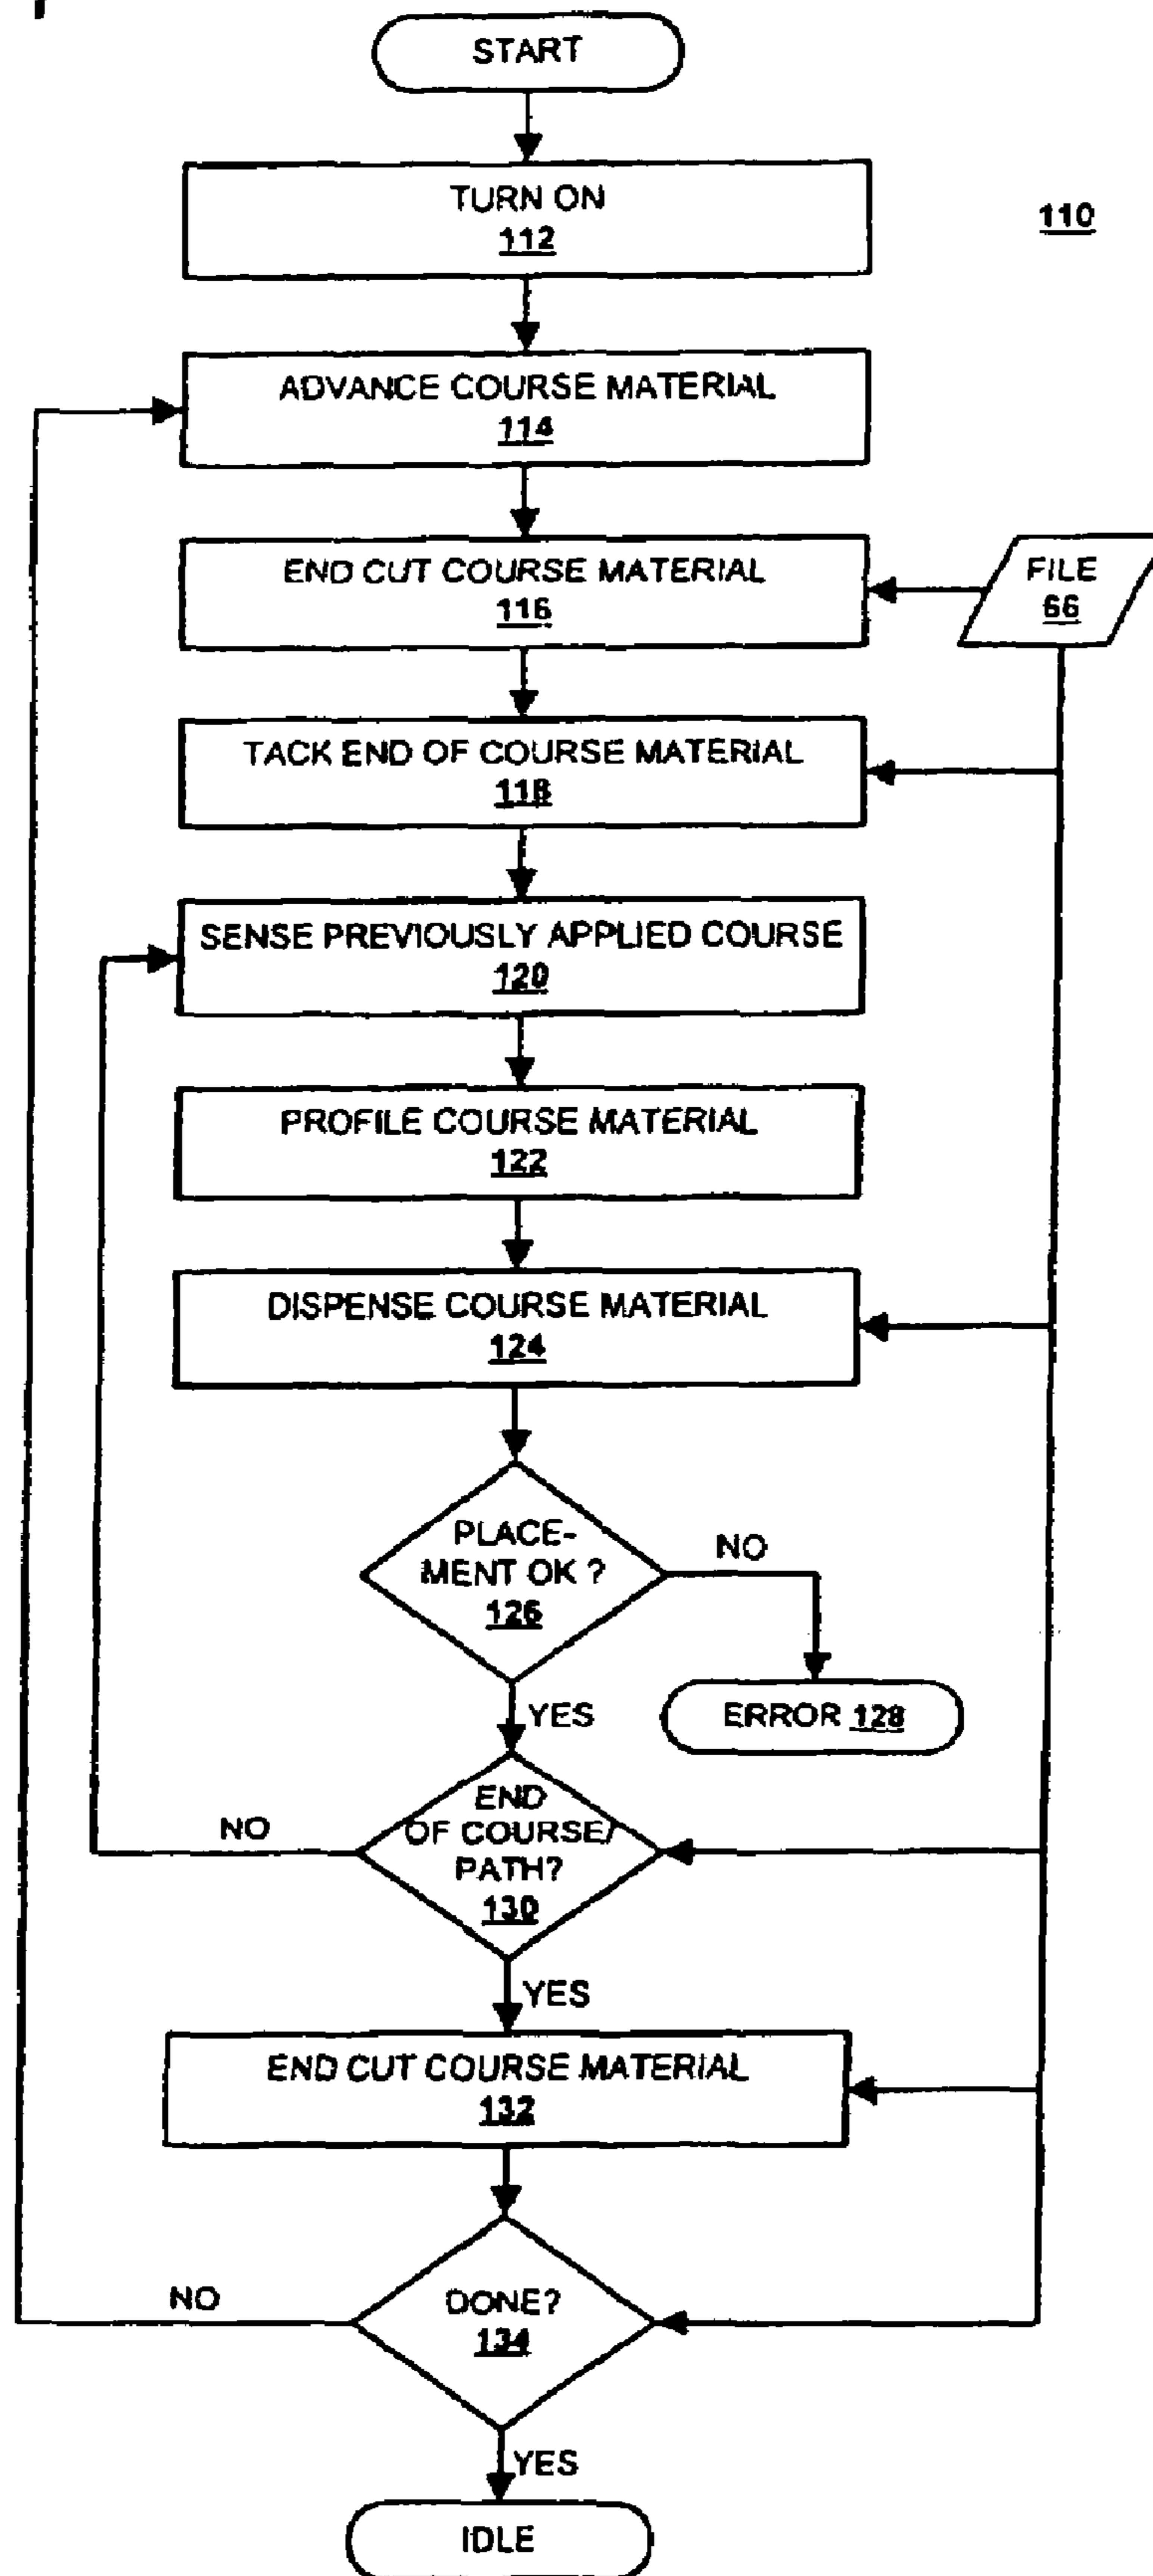 START
TURN ON
112
110
ADVANCE COURSE MATERIAL
114
END CUT COURSE MATERIAL
116
FILE
66
TACK END OF COURSE MATERIAL
118
SENSE PREVIOUSLY APPLIED COURSE
120
PROFILE COURSE MATERIAL
122
DISPENSE COURSE MATERIAL
124
PLACE-
MENT OK ?
126
NO
ERROR 128
YES
END
OF COURSE/
PATH?
130
NO
YES
END CUT COURSE MATERIAL
132
DONE?
134
NO
YES
IDLE